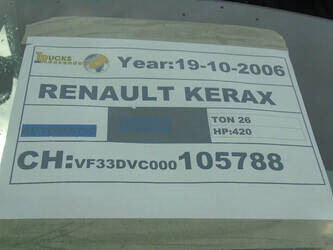 TRUCKS
Year:19-10-2006
RENAULT KERAX
TON 26
HP:420
CH:VF33DVC000105788